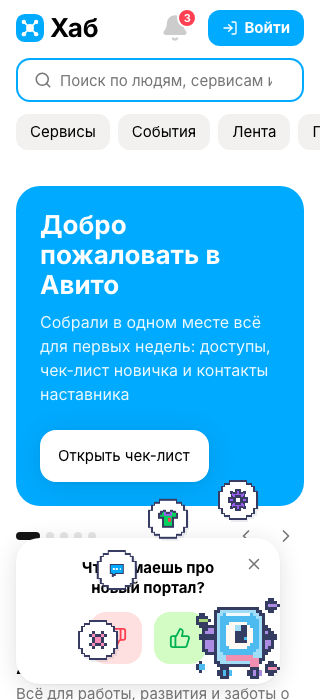 Хаб
3
Войти
Поиск по людям, сервисам и
Сервисы
События
Лента
Добро
пожаловать в
Авито
Собрали в одном месте всё
для первых недель: доступы,
чек-лист новичка и контакты
наставника
Открыть чек-лист
про
новый портал?
Всё для работы, развития и заботы о